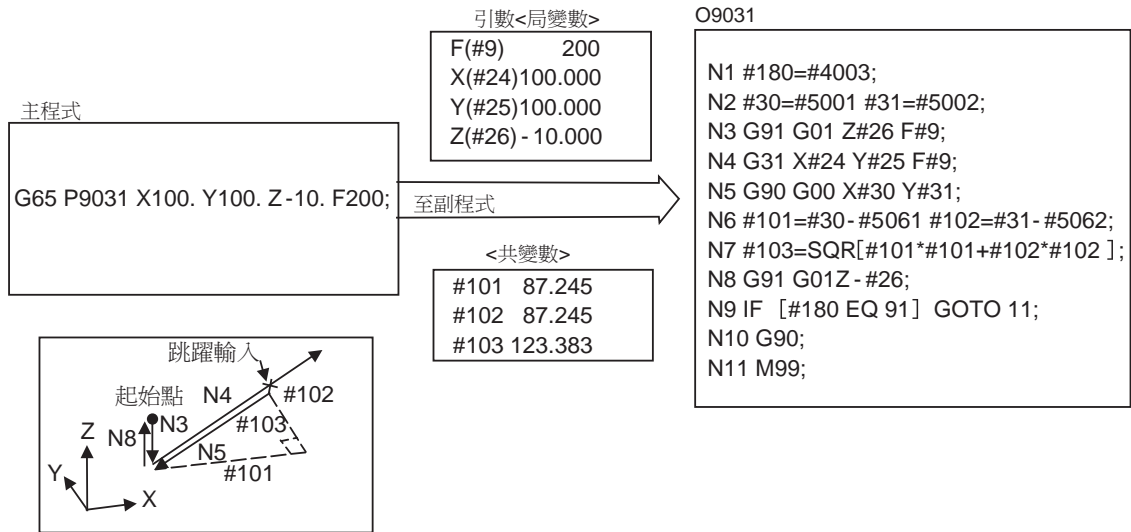 引數<局變數>
F(#9) 200
X(#24)100.000
Y(#25)100.000
Z(#26) - 10.000
主程式
G65 P9031 X100. Y100. Z -10. F200;
至副程式
<共變數>
#101 87.245
#102 87.245
#103 123.383
O9031
N1 #180=#4003;
N2 #30=#5001 #31=#5002;
N3 G91 G01 Z#26 F#9;
N4 G31 X#24 Y#25 F#9;
N5 G90 G00 X#30 Y#31;
N6 #101=#30- #5061 #102=#31- #5062;
N7 #103=SQR[#101*#101+#102*#102 ];
N8 G91 G01Z - #26;
N9 IF [#180 EQ 91] GOTO 11;
N10 G90;
N11 M99;
跳躍輸入
起始點 N4 #102
N3 #103
Z N8
N5
#101
Y
X